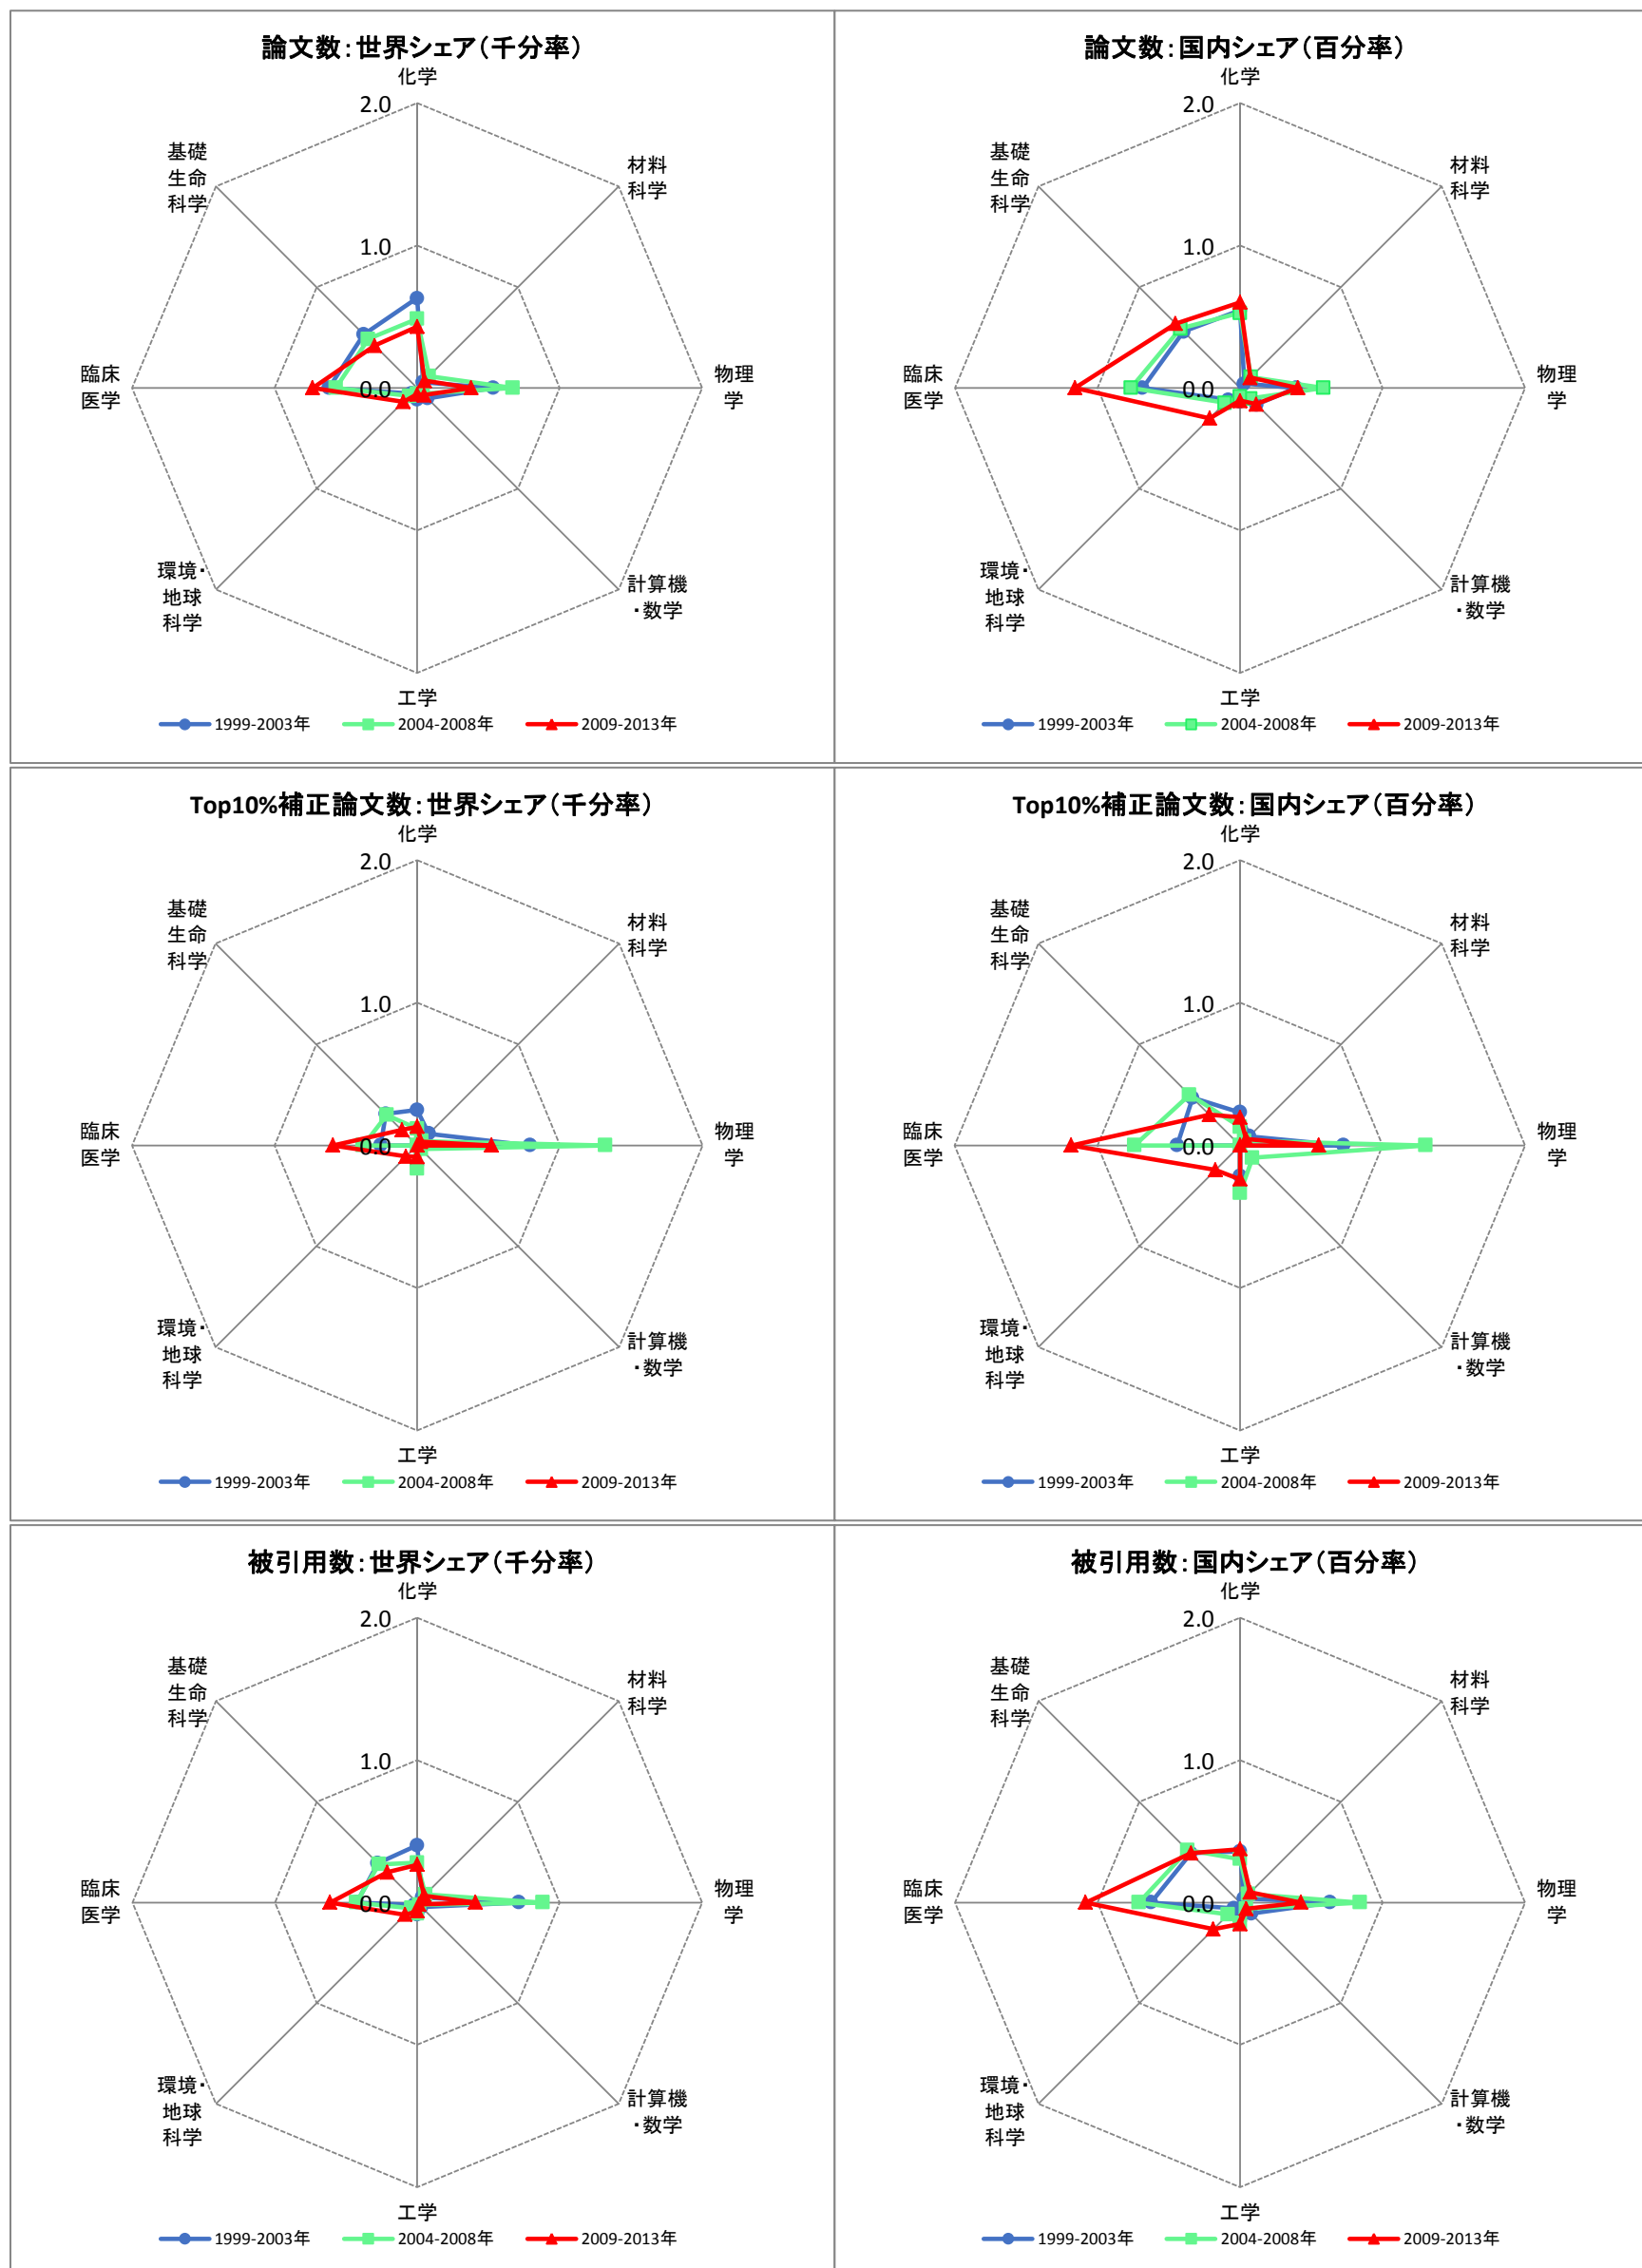 論文数：世界シェア（千分率）
化学
2.0
基礎
生命
科学
材料
科学
1.0
臨床
医学
0.0
物理
学
環境・
地球
科学
計算機
・数学
工学
1999-2003年 2004-2008年 2009-2013年
論文数：国内シェア（百分率）
化学
2.0
基礎
生命
科学
材料
科学
1.0
臨床
医学
0.0
物理
学
環境・
地球
科学
計算機
・数学
工学
1999-2003年 2004-2008年 2009-2013年
Top10%補正論文数：世界シェア（千分率）
化学
2.0
基礎
生命
科学
材料
科学
1.0
臨床
医学
0.0
物理
学
環境・
地球
科学
計算機
・数学
工学
1999-2003年 2004-2008年 2009-2013年
Top10%補正論文数：国内シェア（百分率）
化学
2.0
基礎
生命
科学
材料
科学
1.0
臨床
医学
0.0
物理
学
環境・
地球
科学
計算機
・数学
工学
1999-2003年 2004-2008年 2009-2013年
被引用数：世界シェア（千分率）
化学
2.0
基礎
生命
科学
材料
科学
1.0
臨床
医学
0.0
物理
学
環境・
地球
科学
計算機
・数学
工学
1999-2003年 2004-2008年 2009-2013年
被引用数：国内シェア（百分率）
化学
2.0
基礎
生命
科学
材料
科学
1.0
臨床
医学
0.0
物理
学
環境・
地球
科学
計算機
・数学
工学
1999-2003年 2004-2008年 2009-2013年